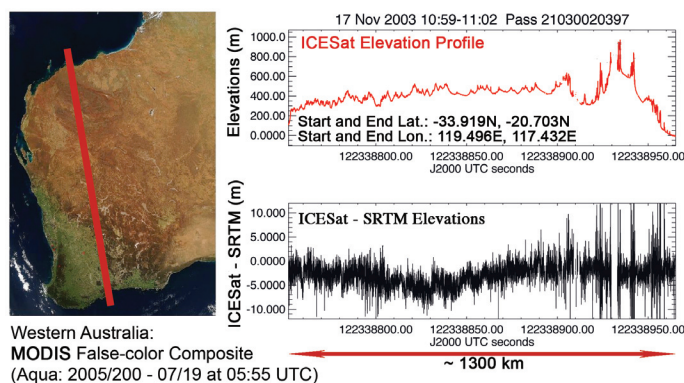 17 Nov 2003 10:59-11:02 Pass 21030020397
1000.0
800.00
600.00
400.00
200.00
0.0000
Elevations (m)
ICESat Elevation Profile
Start and End Lat.: -33.919N, -20.703N
Start and End Lon.: 119.496E, 117.432E
122338800.00 122338850.00 122338900.00 122338950.00
J2000 UTC seconds
10.000
5.0000
0.0000
-5.0000
-10.000
ICESat - SRTM (m)
ICESat - SRTM Elevations
122338800.00 122338850.00 122338900.00 122338950.00
J2000 UTC seconds
~ 1300 km
Western Australia:
MODIS False-color Composite
(Aqua: 2005/200 - 07/19 at 05:55 UTC)